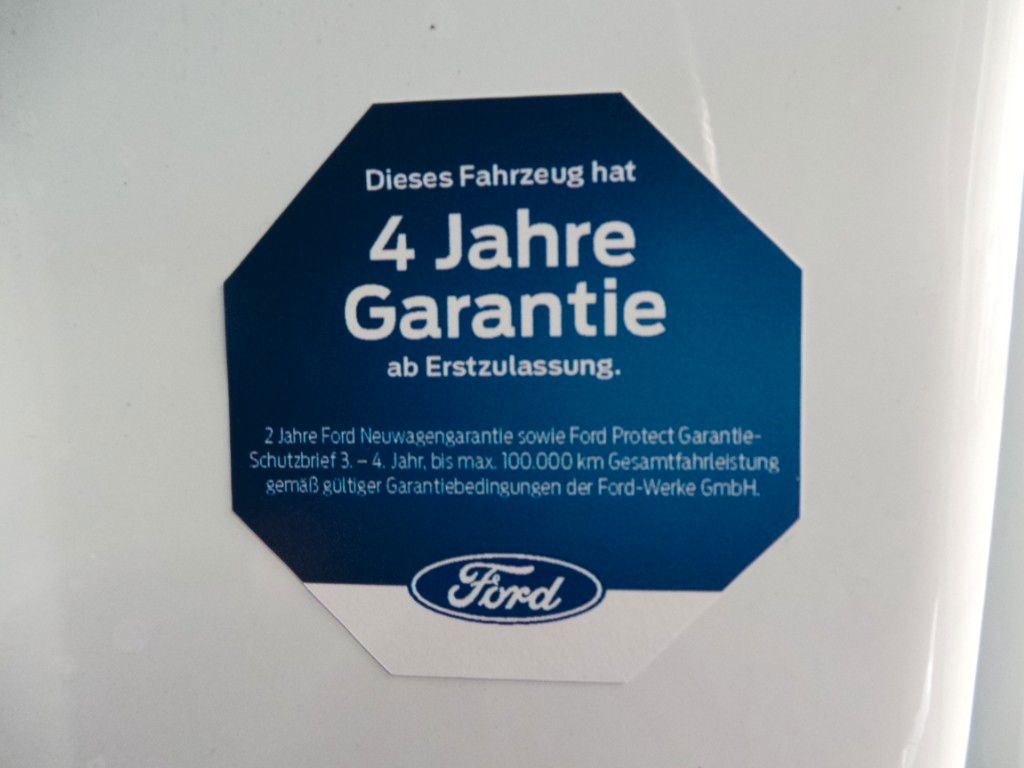 Dieses Fahrzeug hat
4 Jahre
Garantie
ab Erstzulassung.
2 Jahre Ford Neuwagengarantie sowie Ford Protect Garantie-
Schutzbrief 3. – 4. Jahr, bis max. 100.000 km Gesamtfahrleistung
gemäß gültiger Garantiebedingungen der Ford-Werke GmbH.
Ford